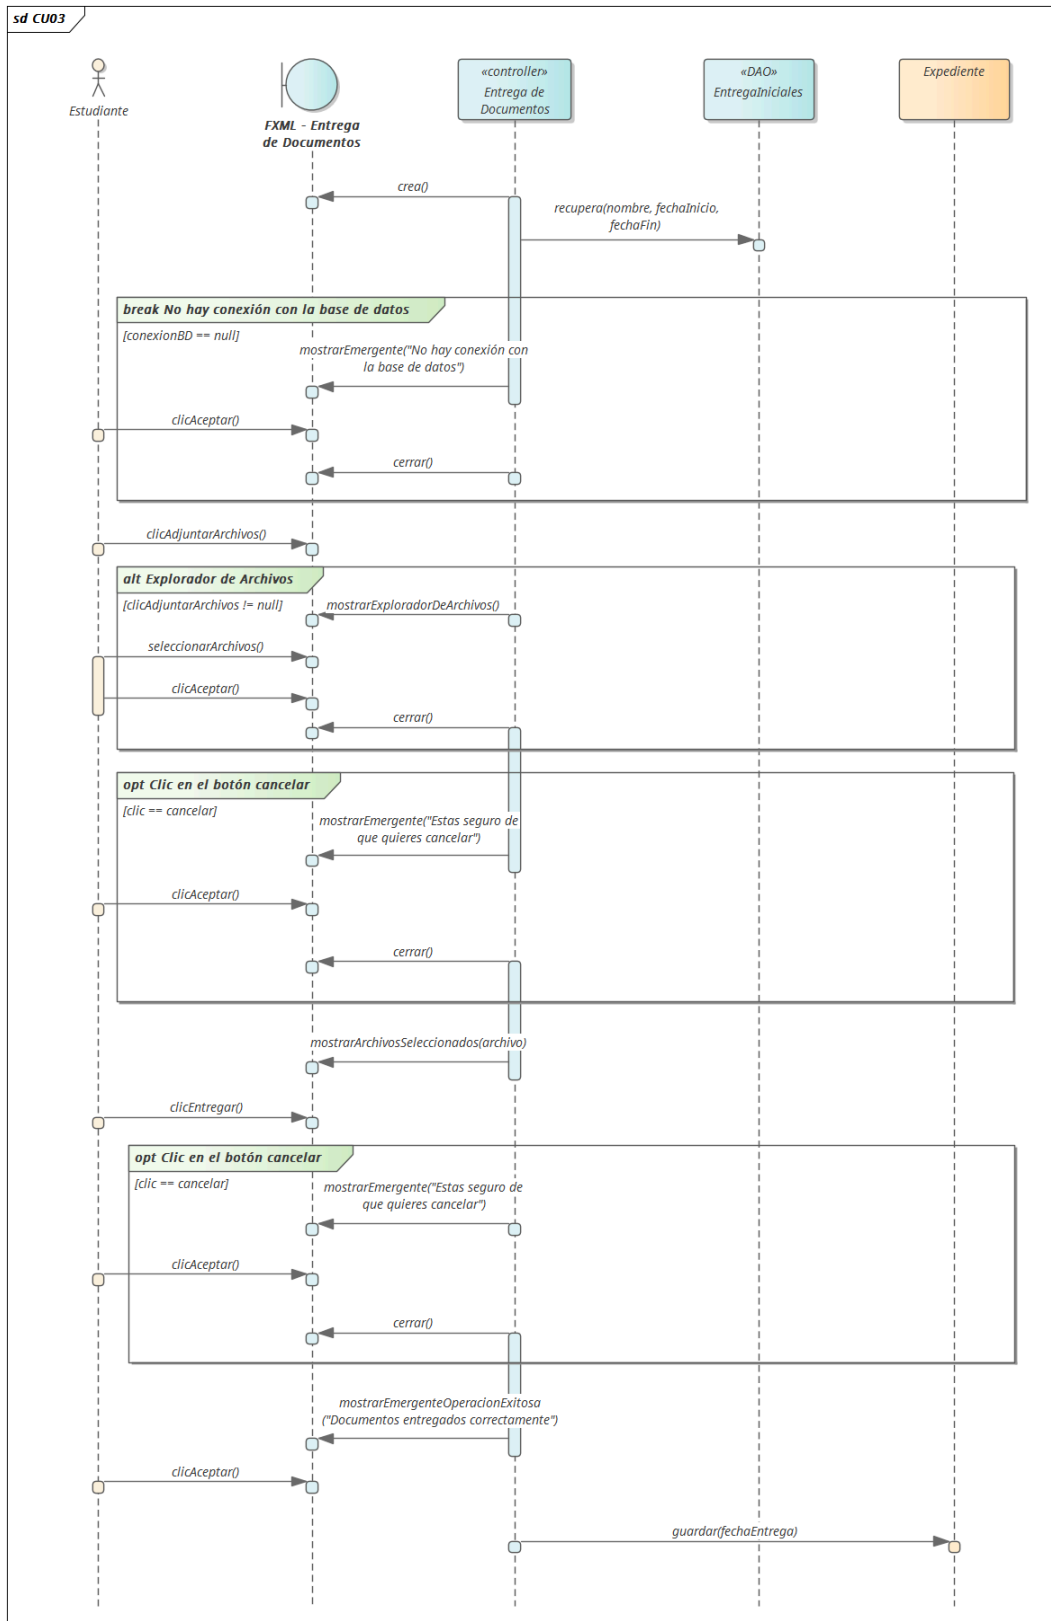 sd CU03
Estudiante
FXML - Entrega
de Documentos
«controller»
Entrega de
Documentos
«DAO»
EntregaIniciales
Expediente
crea()
recupera(nombre, fechaInicio,
fechaFin)
break No hay conexión con la base de datos
[conexionBD == null]
mostrarEmergente("No hay conexión con
la base de datos")
clicAceptar()
cerrar()
clicAdjuntarArchivos()
alt Explorador de Archivos
[clicAdjuntarArchivos != null]
mostrarExploradorDeArchivos()
seleccionarArchivos()
clicAceptar()
cerrar()
opt Clic en el botón cancelar
[clic == cancelar]
mostrarEmergente("Estas seguro de
que quieres cancelar")
clicAceptar()
cerrar()
mostrarArchivosSeleccionados(archivo)
clicEntregar()
opt Clic en el botón cancelar
[clic == cancelar]
mostrarEmergente("Estas seguro de
que quieres cancelar")
clicAceptar()
cerrar()
mostrarEmergenteOperacionExitosa
("Documentos entregados correctamente")
clicAceptar()
guardar(fechaEntrega)